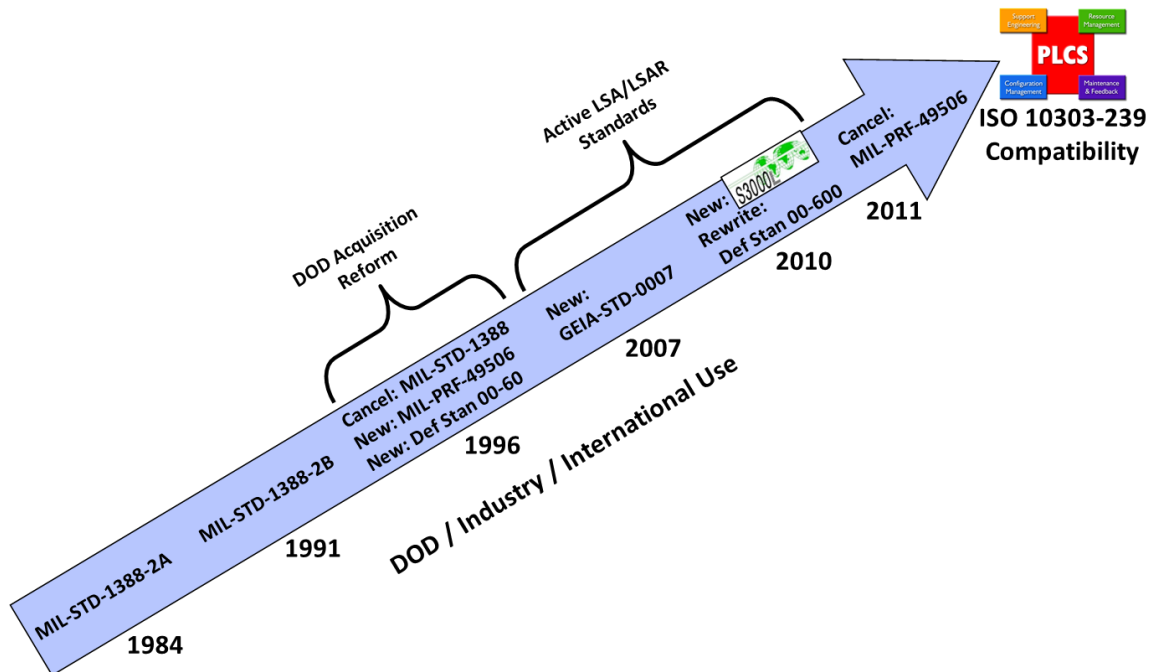 MIL-STD-1388-2A
1984
MIL-STD-1388-2B
1991
DOD Acquisition
Reform
Cancel: MIL-STD-1388
New: MIL-PRF-49506
New: Def Stan 00-60
1996
Active LSA/LSAR
Standards
New:
GEIA-STD-0007
2007
New:
S3000L
Rewrite:
Def Stan 00-600
2010
Cancel:
MIL-PRF-49506
2011
DOD / Industry / International Use
Support
Engineering
Resource
Management
PLCS
Configuration
Management
Maintenance
& Feedback
ISO 10303-239
Compatibility